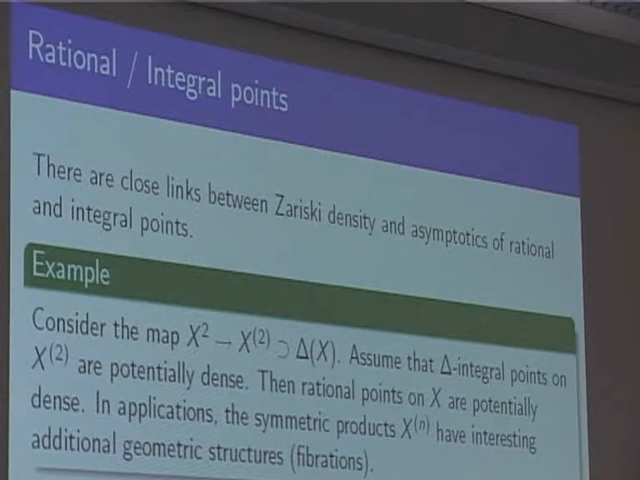 Rational / Integral points
There are close links between Zariski density and asymptotics of rational
and integral points.
Example
Consider the map X² → X⁽²⁾ ⊃ Δ(X). Assume that Δ-integral points on
X⁽²⁾ are potentially dense. Then rational points on X are potentially
dense. In applications, the symmetric products X⁽ⁿ⁾ have interesting
additional geometric structures (fibrations).